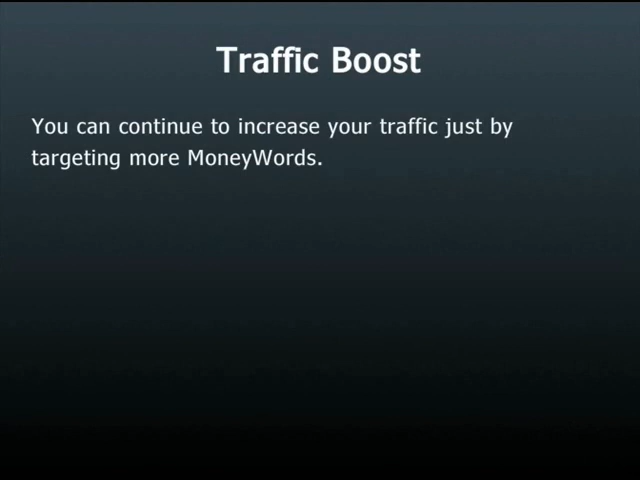 Traffic Boost
You can continue to increase your traffic just by
targeting more MoneyWords.